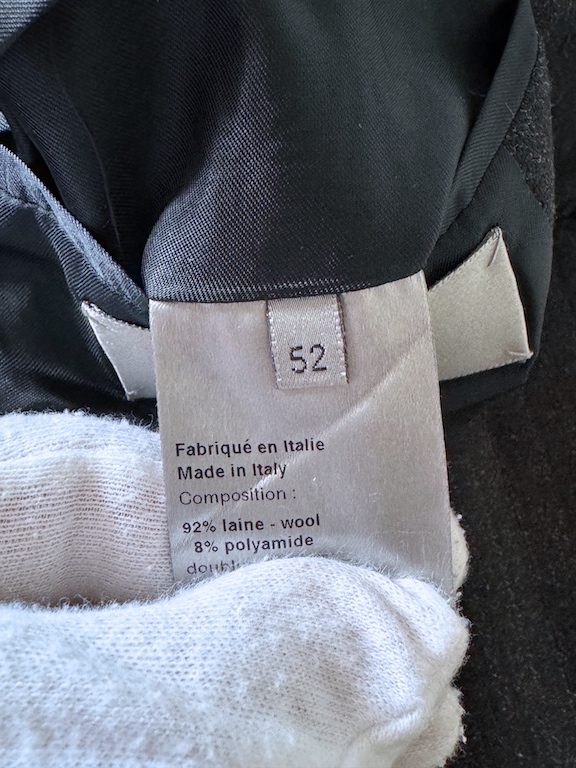 52
Fabriqué en Italie
Made in Italy
Composition :
92% laine - wool
8% polyamide